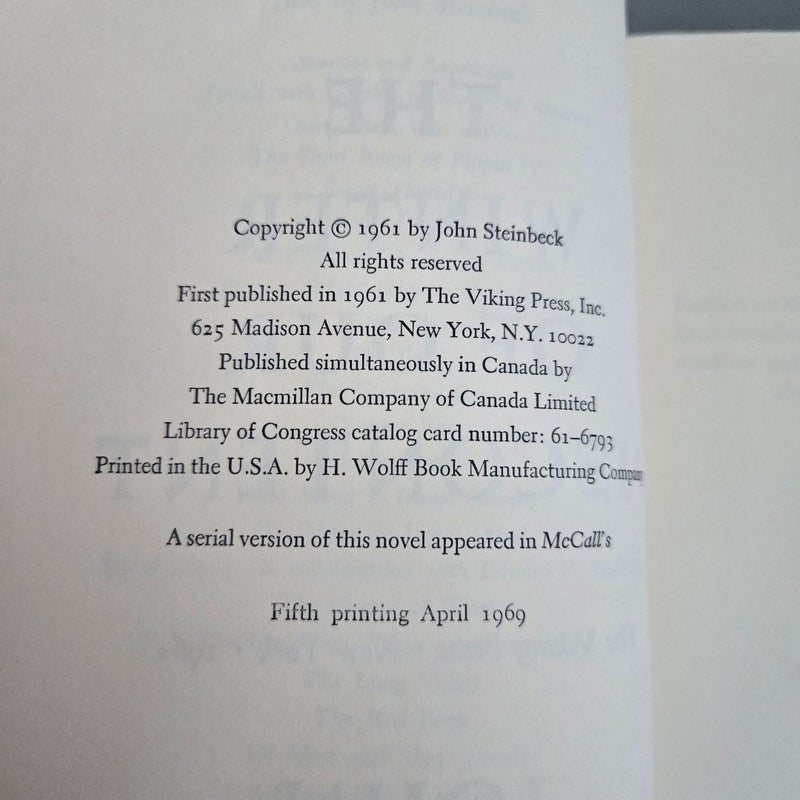 Copyright © 1961 by John Steinbeck
All rights reserved
First published in 1961 by The Viking Press, Inc.
625 Madison Avenue, New York, N.Y. 10022
Published simultaneously in Canada by
The Macmillan Company of Canada Limited
Library of Congress catalog card number: 61–6793
Printed in the U.S.A. by H. Wolff Book Manufacturing Company
A serial version of this novel appeared in McCall's
Fifth printing April 1969